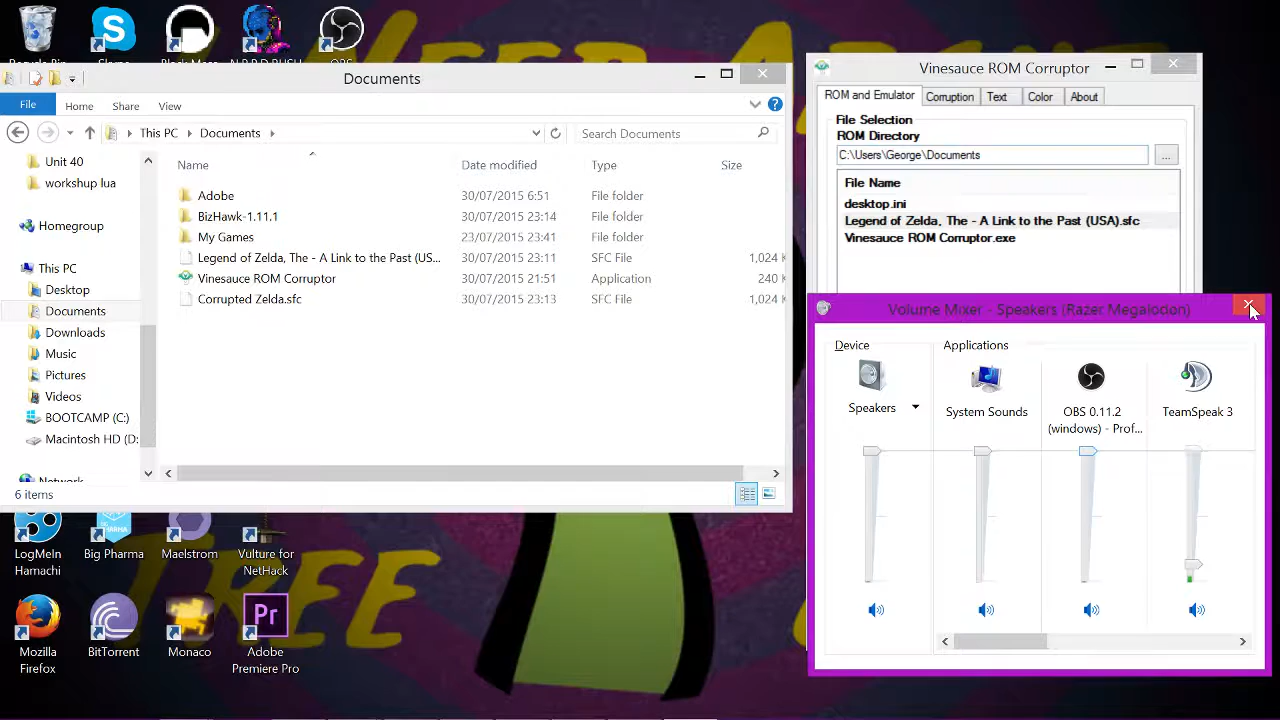 Skype
OBS
Documents
File
Home
Share
View
This PC
Documents
Search Documents
Unit 40
workshup lua
Homegroup
This PC
Desktop
Documents
Downloads
Music
Pictures
Videos
BOOTCAMP (C:)
Macintosh HD (D:
Network
Name Date modified Type Size
Adobe 30/07/2015 6:51 File folder
BizHawk-1.11.1 30/07/2015 23:14 File folder
My Games 23/07/2015 23:41 File folder
Legend of Zelda, The - A Link to the Past (US... 30/07/2015 23:11 SFC File 1,024 K
Vinesauce ROM Corruptor 30/07/2015 21:51 Application 240 K
Corrupted Zelda.sfc 30/07/2015 23:13 SFC File 1,024 K
6 items
Vinesauce ROM Corruptor
ROM and Emulator
Corruption
Text
Color
About
File Selection
ROM Directory
C:\Users\George\Documents
...
File Name
desktop.ini
Legend of Zelda, The - A Link to the Past (USA).sfc
Vinesauce ROM Corruptor.exe
Volume Mixer - Speakers (Razer Megalodon)
Device
Applications
Speakers
System Sounds
OBS 0.11.2
(windows) - Prof...
TeamSpeak 3
LogMeIn
Hamachi
Big Pharma
Maelstrom
Vulture for
NetHack
Mozilla
Firefox
BitTorrent
Monaco
Pr
Adobe
Premiere Pro
TREE